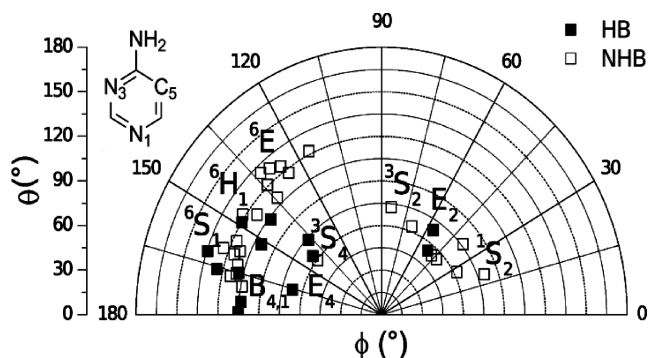 180
150
120
90
60
30
0
θ(°)
NH₂
N₃
C₅
N₁
150
120
90
60
30
180
0
ϕ (°)
HB
NHB
⁶E
⁶H₁
⁶S₁
B₄,₁
³S₄
E₄
³S₂
E₂
¹S₂